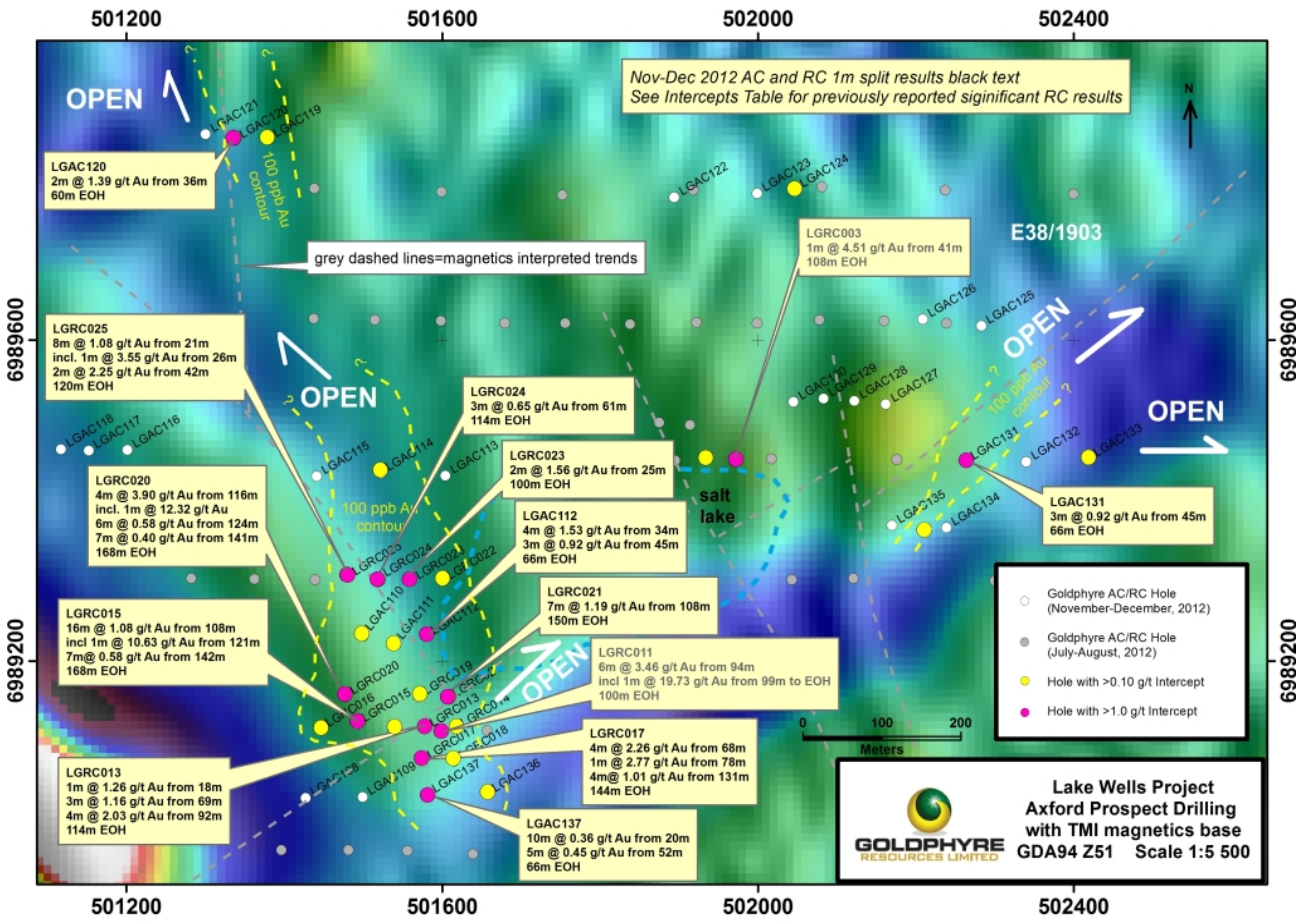 501200 501600 502000 502400
Nov-Dec 2012 AC and RC 1m split results black text
See Intercepts Table for previously reported siginificant RC results
N
OPEN
LGAC121
LGAC120
LGAC119
?
?
100 ppb Au
contour
LGAC120
2m @ 1.39 g/t Au from 36m
60m EOH
LGAC122
LGAC123
LGAC124
E38/1903
LGRC003
1m @ 4.51 g/t Au from 41m
108m EOH
grey dashed lines=magnetics interpreted trends
LGAC126
LGAC125
OPEN
6989600
6989600
LGRC025
8m @ 1.08 g/t Au from 21m
incl. 1m @ 3.55 g/t Au from 26m
2m @ 2.25 g/t Au from 42m
120m EOH
OPEN
?
?
LGRC024
3m @ 0.65 g/t Au from 61m
114m EOH
LGAC129
LGAC128
LGAC127
?
?
100 ppb Au
contour
OPEN
LGAC118
LGAC117
LGAC116
LGAC115
LGAC114
LGAC113
LGRC023
2m @ 1.56 g/t Au from 25m
100m EOH
LGAC131
LGAC132
LGAC133
LGRC020
4m @ 3.90 g/t Au from 116m
incl. 1m @ 12.32 g/t Au
6m @ 0.58 g/t Au from 124m
7m @ 0.40 g/t Au from 141m
168m EOH
100 ppb Au
contour
salt
lake
LGAC112
4m @ 1.53 g/t Au from 34m
3m @ 0.92 g/t Au from 45m
66m EOH
LGAC135
LGAC134
LGAC131
3m @ 0.92 g/t Au from 45m
66m EOH
LGRC025
LGRC024
LGRC023
LGRC022
LGAC110
LGAC111
LGAC112
LGRC021
7m @ 1.19 g/t Au from 108m
150m EOH
LGRC015
16m @ 1.08 g/t Au from 108m
incl 1m @ 10.63 g/t Au from 121m
7m@ 0.58 g/t Au from 142m
168m EOH
LGRC011
6m @ 3.46 g/t Au from 94m
incl 1m @ 19.73 g/t Au from 99m to EOH
100m EOH
6989200
6989200
OPEN
LGRC020
LGRC019
LGRC016
LGRC015
LGRC013
LGRC014
LGRC017
LGRC018
LGRC017
4m @ 2.26 g/t Au from 68m
1m @ 2.77 g/t Au from 78m
4m@ 1.01 g/t Au from 131m
144m EOH
LGRC013
1m @ 1.26 g/t Au from 18m
3m @ 1.16 g/t Au from 69m
4m @ 2.03 g/t Au from 92m
114m EOH
LGAC108
LGAC109
LGAC137
LGAC136
LGAC137
10m @ 0.36 g/t Au from 20m
5m @ 0.45 g/t Au from 52m
66m EOH
0 100 200
Meters
Goldphyre AC/RC Hole
(November-December, 2012)
Goldphyre AC/RC Hole
(July-August, 2012)
Hole with >0.10 g/t Intercept
Hole with >1.0 g/t Intercept
GOLDPHYRE
RESOURCES LIMITED
Lake Wells Project
Axford Prospect Drilling
with TMI magnetics base
GDA94 Z51 Scale 1:5 500
501200 501600 502000 502400